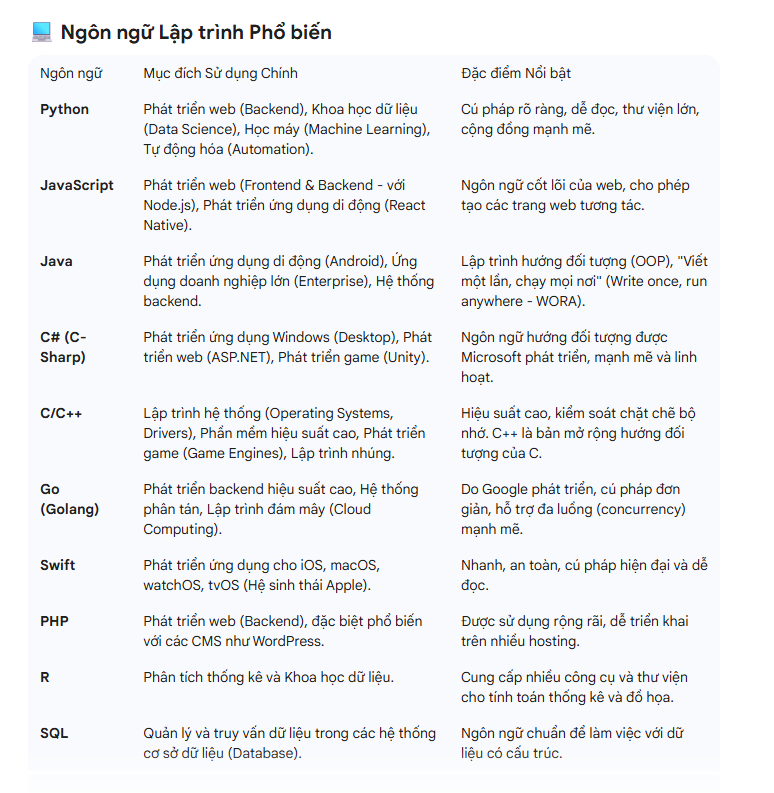 💻 Ngôn ngữ Lập trình Phổ biến
Ngôn ngữ Mục đích Sử dụng Chính Đặc điểm Nổi bật
Python
Phát triển web (Backend), Khoa học dữ liệu
(Data Science), Học máy (Machine Learning),
Tự động hóa (Automation).
Cú pháp rõ ràng, dễ đọc, thư viện lớn,
cộng đồng mạnh mẽ.
JavaScript
Phát triển web (Frontend & Backend - với
Node.js), Phát triển ứng dụng di động (React
Native).
Ngôn ngữ cốt lõi của web, cho phép
tạo các trang web tương tác.
Java
Phát triển ứng dụng di động (Android), Ứng
dụng doanh nghiệp lớn (Enterprise), Hệ thống
backend.
Lập trình hướng đối tượng (OOP), "Viết
một lần, chạy mọi nơi" (Write once, run
anywhere - WORA).
C# (C-
Sharp)
Phát triển ứng dụng Windows (Desktop), Phát
triển web (ASP.NET), Phát triển game (Unity).
Ngôn ngữ hướng đối tượng được
Microsoft phát triển, mạnh mẽ và linh
hoạt.
C/C++
Lập trình hệ thống (Operating Systems,
Drivers), Phần mềm hiệu suất cao, Phát triển
game (Game Engines), Lập trình nhúng.
Hiệu suất cao, kiểm soát chặt chẽ bộ
nhớ. C++ là bản mở rộng hướng đối
tượng của C.
Go
(Golang)
Phát triển backend hiệu suất cao, Hệ thống
phân tán, Lập trình đám mây (Cloud
Computing).
Do Google phát triển, cú pháp đơn
giản, hỗ trợ đa luồng (concurrency)
mạnh mẽ.
Swift
Phát triển ứng dụng cho iOS, macOS,
watchOS, tvOS (Hệ sinh thái Apple).
Nhanh, an toàn, cú pháp hiện đại và dễ
đọc.
PHP
Phát triển web (Backend), đặc biệt phổ biến
với các CMS như WordPress.
Được sử dụng rộng rãi, dễ triển khai
trên nhiều hosting.
R
Phân tích thống kê và Khoa học dữ liệu.
Cung cấp nhiều công cụ và thư viện
cho tính toán thống kê và đồ họa.
SQL
Quản lý và truy vấn dữ liệu trong các hệ thống
cơ sở dữ liệu (Database).
Ngôn ngữ chuẩn để làm việc với dữ
liệu có cấu trúc.